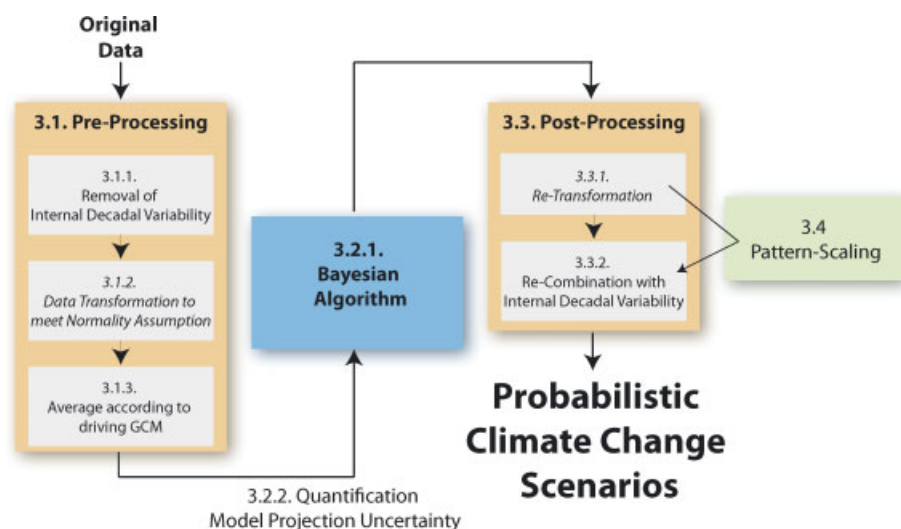 Original
Data
3.1. Pre-Processing
3.1.1.
Removal of
Internal Decadal Variability
3.1.2.
Data Transformation to
meet Normality Assumption
3.1.3.
Average according to
driving GCM
3.2.2. Quantification
Model Projection Uncertainty
3.2.1.
Bayesian
Algorithm
3.3. Post-Processing
3.3.1.
Re-Transformation
3.3.2.
Re-Combination with
Internal Decadal Variability
3.4
Pattern-Scaling
Probabilistic
Climate Change
Scenarios